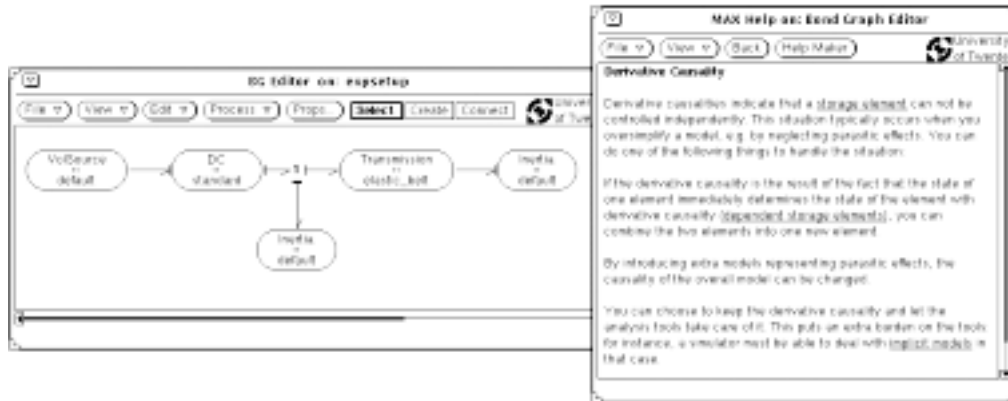 BG Editor on: espsetup
File View Edit Process Props... Select Create Connect
VolSource
default
DC
standard
1
Transmission
elastic_belt
Inertia
default
Inertia
default
MAX Help on: Bond Graph Editor
File View Back Help Maker
University
of Twente
Derivative Causality
Derivative causalities indicate that a storage element can not be
controlled independently. This situation typically occurs when you
oversimplify a model, e.g. by neglecting parasitic effects. You can
do one of the following things to handle the situation:
If the derivative causality is the result of the fact that the state of
one element immediately determines the state of the element with
derivative causality (dependent storage elements), you can
combine the two elements into one new element
By introducing extra models representing parasitic effects, the
causality of the overall model can be changed.
You can choose to keep the derivative causality and let the
analysis tools take care of it. This puts an extra burden on the tools
for instance, a simulator must be able to deal with implicit models in
that case.